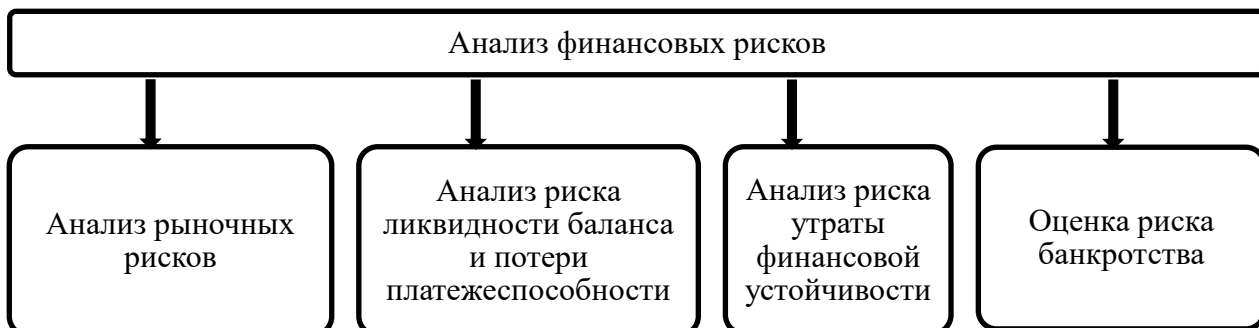 Анализ финансовых рисков
Анализ рыночных
рисков
Анализ риска
ликвидности баланса
и потери
платежеспособности
Анализ риска
утраты
финансовой
устойчивости
Оценка риска
банкротства